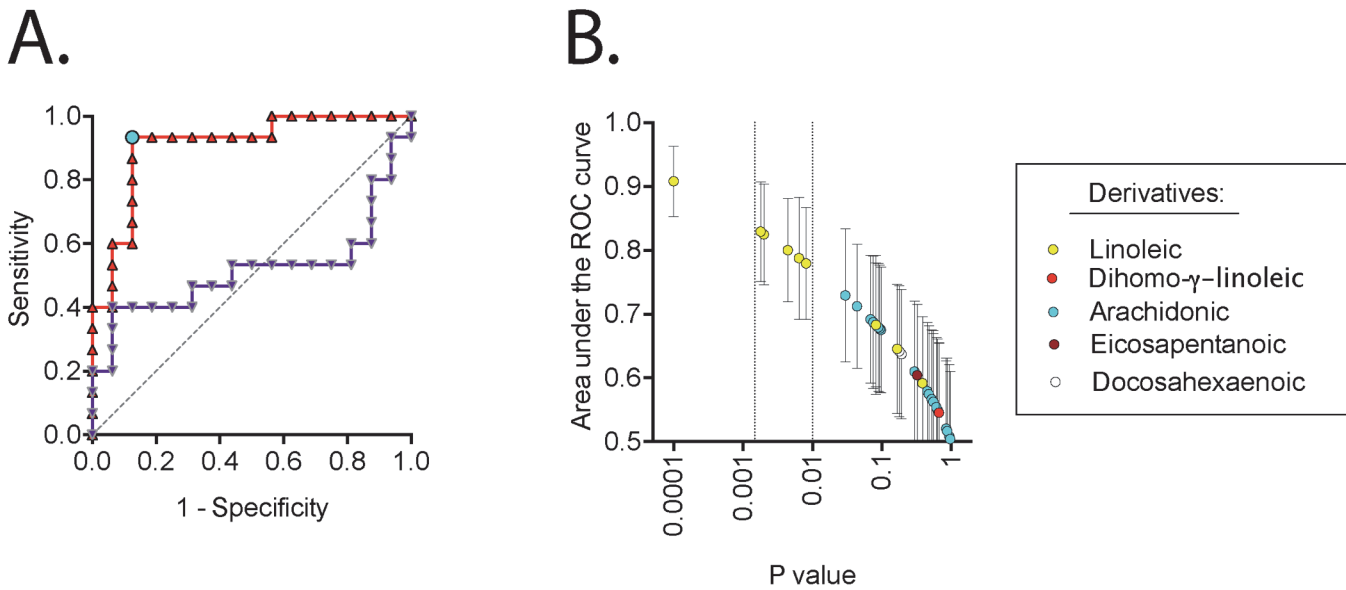 A.
1.0
0.8
0.6
0.4
0.2
0.0
Sensitivity
0.0 0.2 0.4 0.6 0.8 1.0
1 - Specificity
B.
1.0
0.9
0.8
0.7
0.6
0.5
Area under the ROC curve
0.0001 0.001 0.01 0.1 1
P value
Derivatives:
Linoleic
Dihomo-γ-linoleic
Arachidonic
Eicosapentanoic
Docosahexaenoic